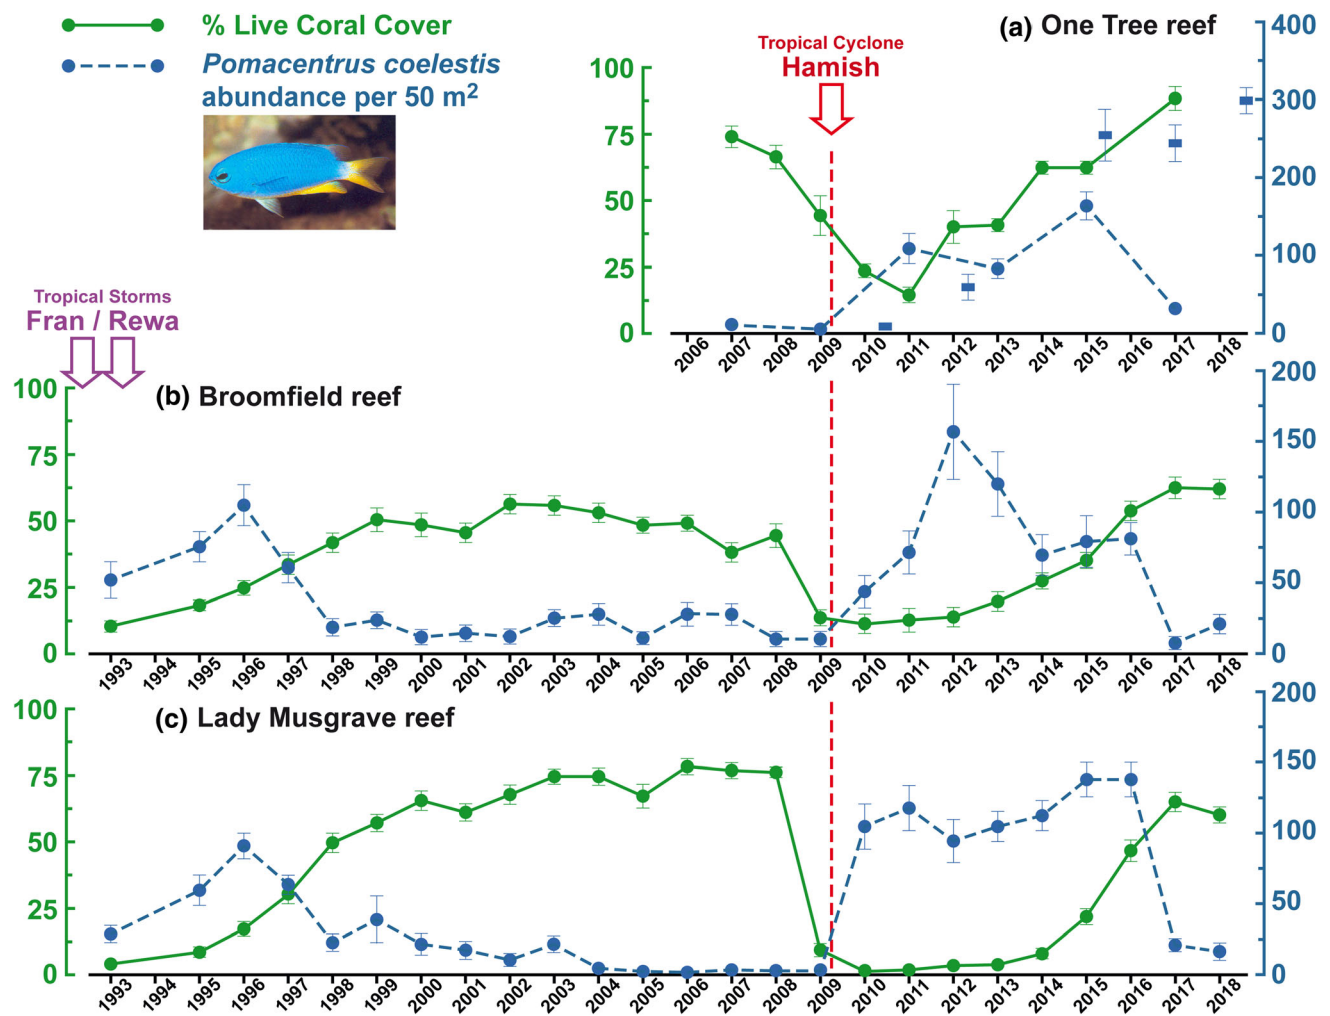 % Live Coral Cover
Pomacentrus coelestis
abundance per 50 m²
(a) One Tree reef
Tropical Cyclone
Hamish
100
75
50
25
0
400
300
200
100
0
2006 2007 2008 2009 2010 2011 2012 2013 2014 2015 2016 2017 2018
Tropical Storms
Fran / Rewa
(b) Broomfield reef
100
75
50
25
0
200
150
100
50
0
1993 1994 1995 1996 1997 1998 1999 2000 2001 2002 2003 2004 2005 2006 2007 2008 2009 2010 2011 2012 2013 2014 2015 2016 2017 2018
(c) Lady Musgrave reef
100
75
50
25
0
200
150
100
50
0
1993 1994 1995 1996 1997 1998 1999 2000 2001 2002 2003 2004 2005 2006 2007 2008 2009 2010 2011 2012 2013 2014 2015 2016 2017 2018